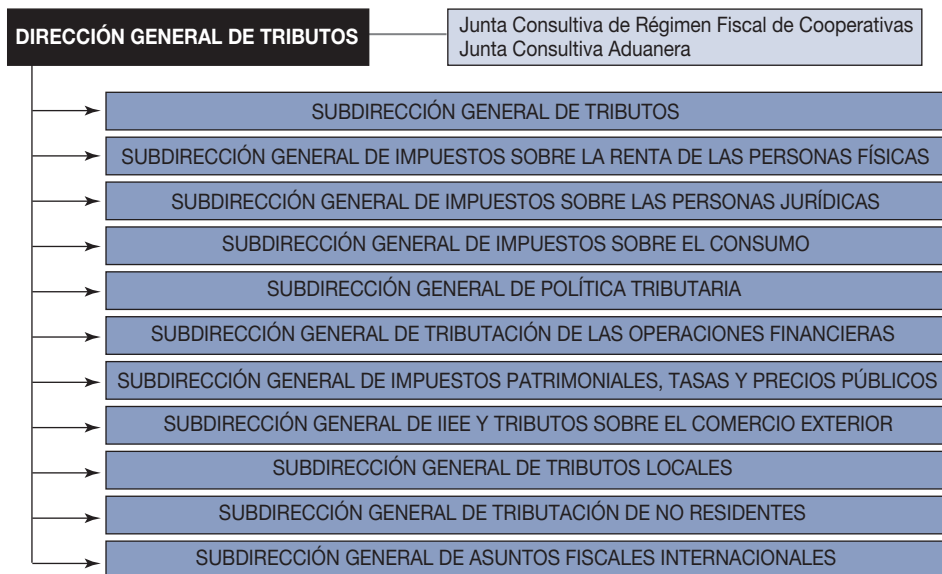 DIRECCIÓN GENERAL DE TRIBUTOS
Junta Consultiva de Régimen Fiscal de Cooperativas
Junta Consultiva Aduanera
SUBDIRECCIÓN GENERAL DE TRIBUTOS
SUBDIRECCIÓN GENERAL DE IMPUESTOS SOBRE LA RENTA DE LAS PERSONAS FÍSICAS
SUBDIRECCIÓN GENERAL DE IMPUESTOS SOBRE LAS PERSONAS JURÍDICAS
SUBDIRECCIÓN GENERAL DE IMPUESTOS SOBRE EL CONSUMO
SUBDIRECCIÓN GENERAL DE POLÍTICA TRIBUTARIA
SUBDIRECCIÓN GENERAL DE TRIBUTACIÓN DE LAS OPERACIONES FINANCIERAS
SUBDIRECCIÓN GENERAL DE IMPUESTOS PATRIMONIALES, TASAS Y PRECIOS PÚBLICOS
SUBDIRECCIÓN GENERAL DE IIEE Y TRIBUTOS SOBRE EL COMERCIO EXTERIOR
SUBDIRECCIÓN GENERAL DE TRIBUTOS LOCALES
SUBDIRECCIÓN GENERAL DE TRIBUTACIÓN DE NO RESIDENTES
SUBDIRECCIÓN GENERAL DE ASUNTOS FISCALES INTERNACIONALES